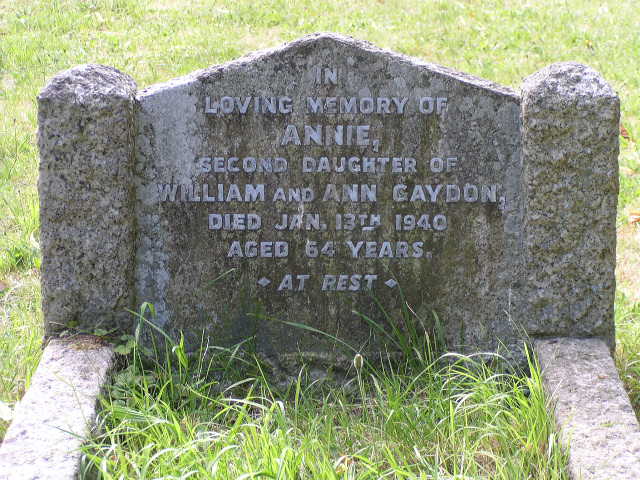 IN
LOVING MEMORY OF
ANNIE,
SECOND DAUGHTER OF
WILLIAM AND ANN GAYDON,
DIED JAN. 13TH 1940
AGED 64 YEARS.
AT REST